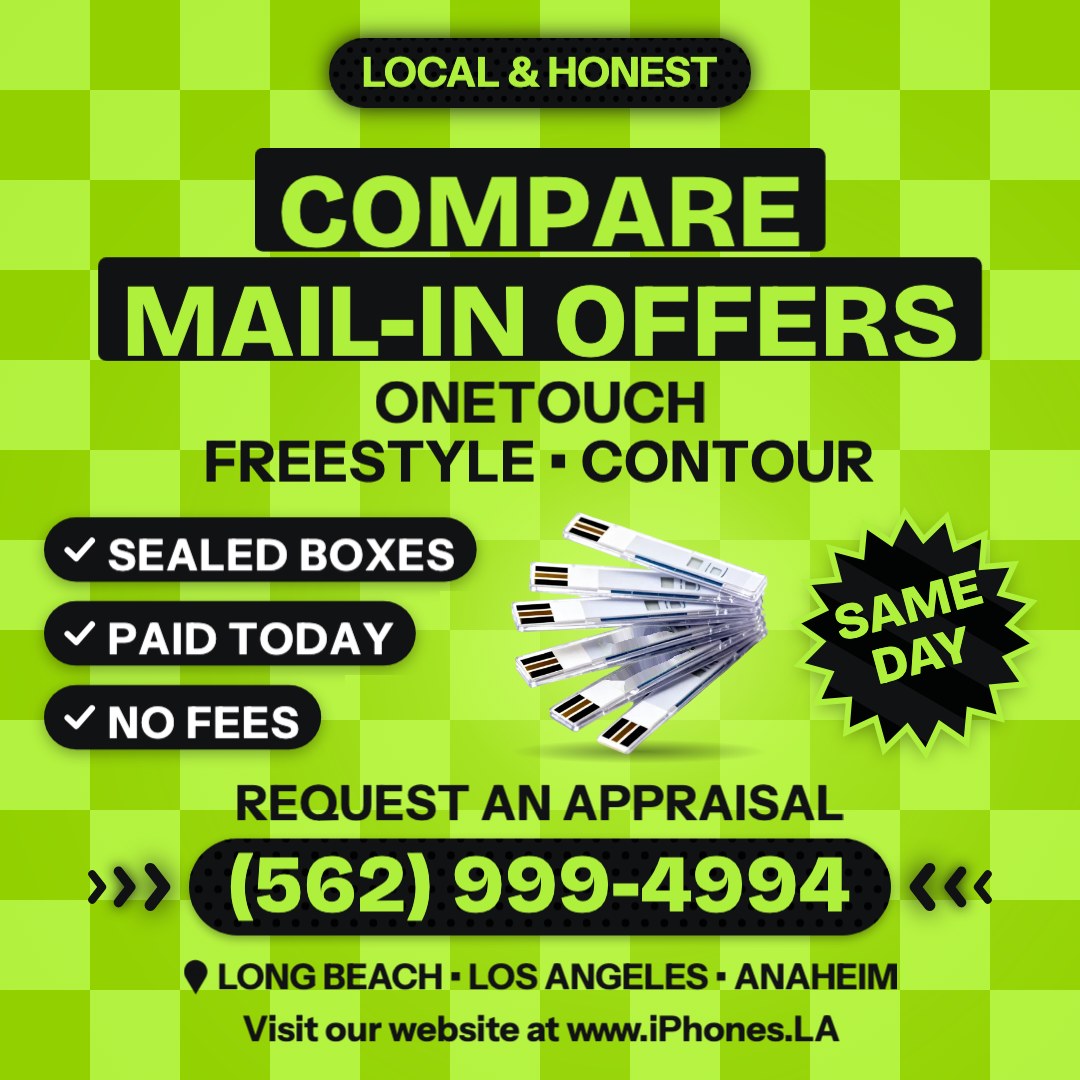 LOCAL & HONEST
COMPARE
MAIL-IN OFFERS
ONETOUCH
FREESTYLE ▪ CONTOUR
✓ SEALED BOXES
✓ PAID TODAY
✓ NO FEES
SAME
DAY
REQUEST AN APPRAISAL
(562) 999-4994
LONG BEACH ▪ LOS ANGELES ▪ ANAHEIM
Visit our website at www.iPhones.LA